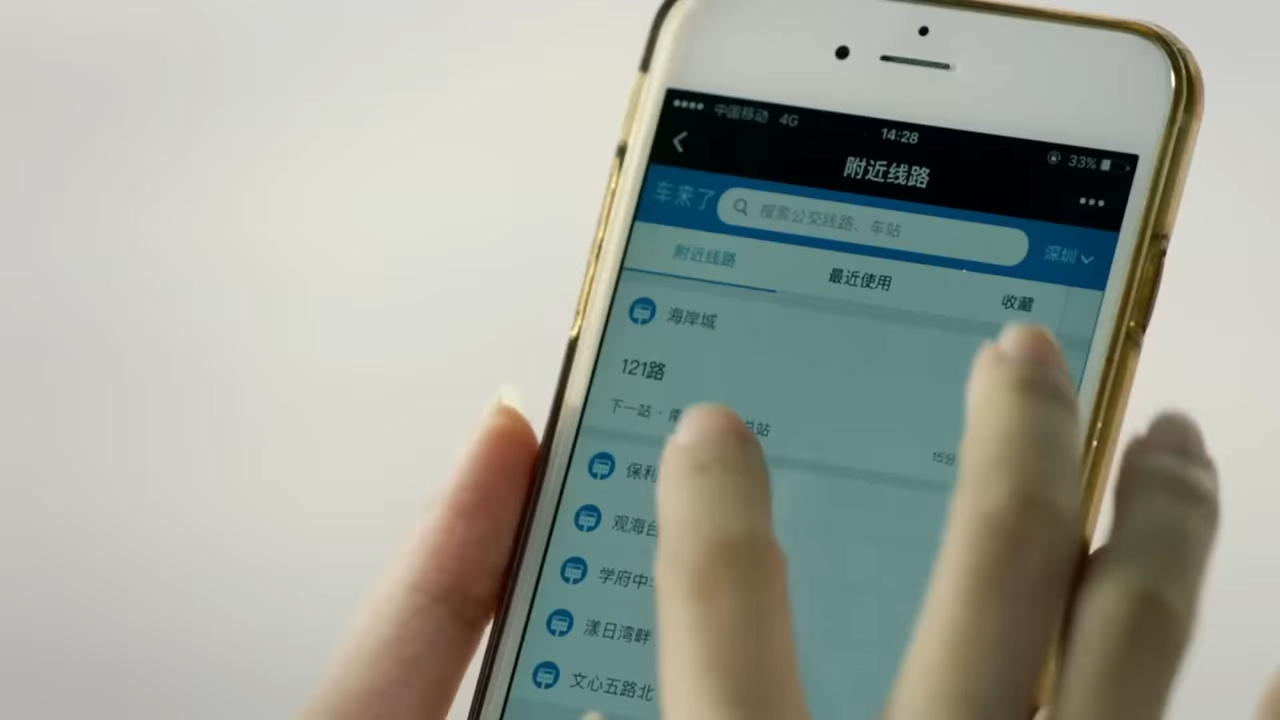 中国移动 4G 14:28 33%
附近线路
车来了 搜索公交线路、车站 深圳
附近线路 最近使用 收藏
海岸城
121路
下一站·南 总站 15分
保利
观海台
学府中
漾日湾畔
文心五路北